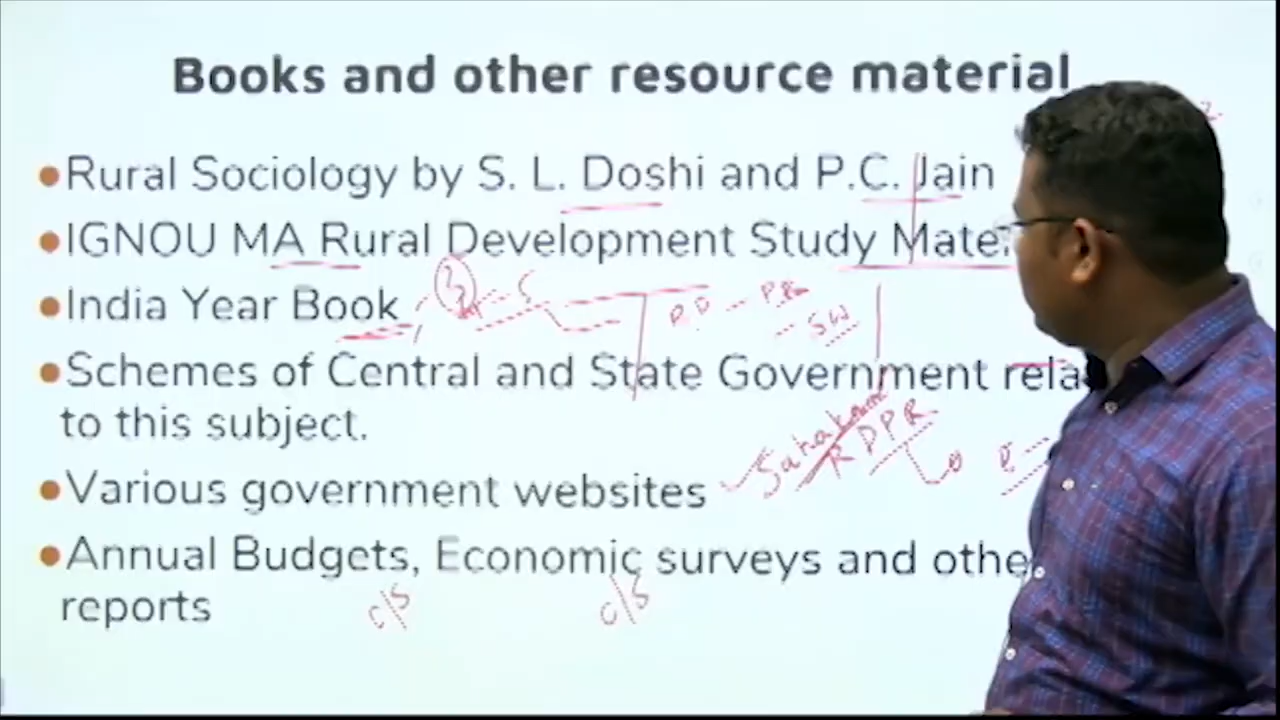 Books and other resource material
Rural Sociology by S. L. Doshi and P.C. Jain
IGNOU MA Rural Development Study Mate
India Year Book
R.D P.R
SW
Schemes of Central and State Government rela
to this subject.
RDPR
Various government websites
Annual Budgets, Economic surveys and othe
reports
C/S C/S